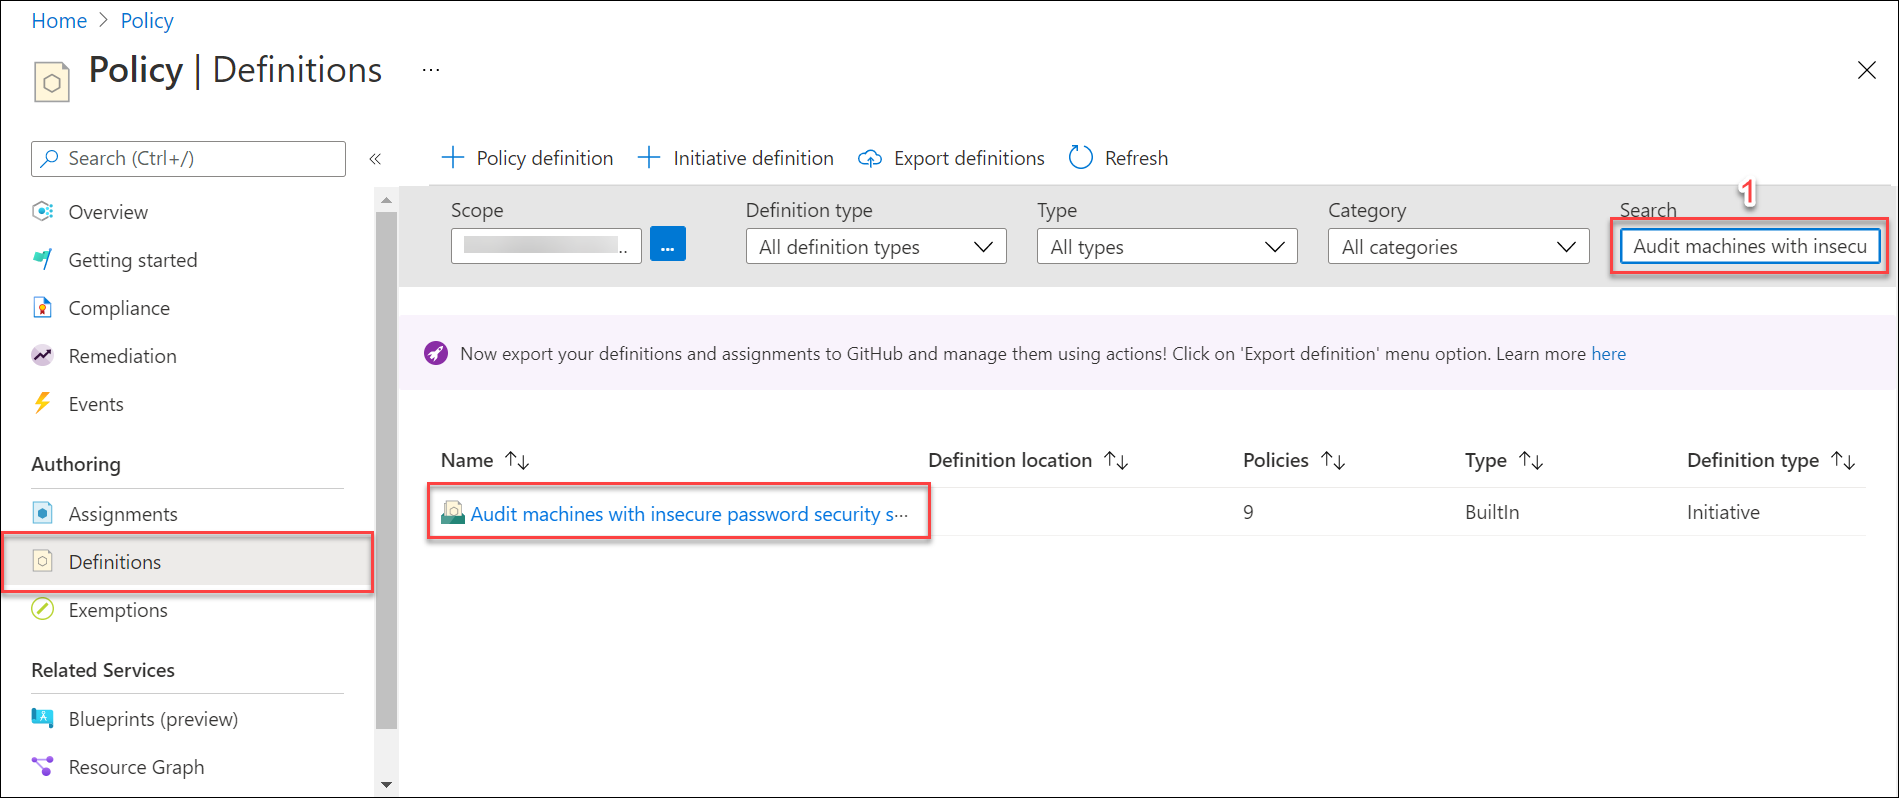 Home > Policy
Policy | Definitions ...
Search (Ctrl+/) «
Overview
Getting started
Compliance
Remediation
Events
Authoring
Assignments
Definitions
Exemptions
Related Services
Blueprints (preview)
Resource Graph
+ Policy definition + Initiative definition Export definitions Refresh
1
Scope Definition type Type Category Search
.. ... All definition types All types All categories Audit machines with insecu
Now export your definitions and assignments to GitHub and manage them using actions! Click on 'Export definition' menu option. Learn more here
Name ↑↓ Definition location ↑↓ Policies ↑↓ Type ↑↓ Definition type ↑↓
Audit machines with insecure password security s... 9 BuiltIn Initiative